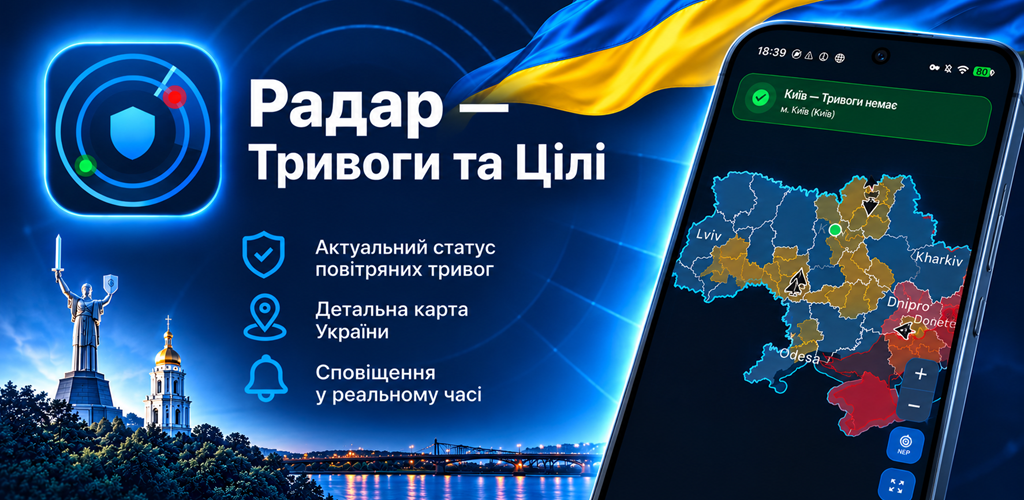 Радар —
Тривоги та Цілі
Актуальний статус
повітряних тривог
Детальна карта
України
Сповіщення
у реальному часі
18:39
80
Київ — Тривоги немає
м. Київ (Київ)
Lviv
Kharkiv
Dnipro
Donets
Odesa
+
−